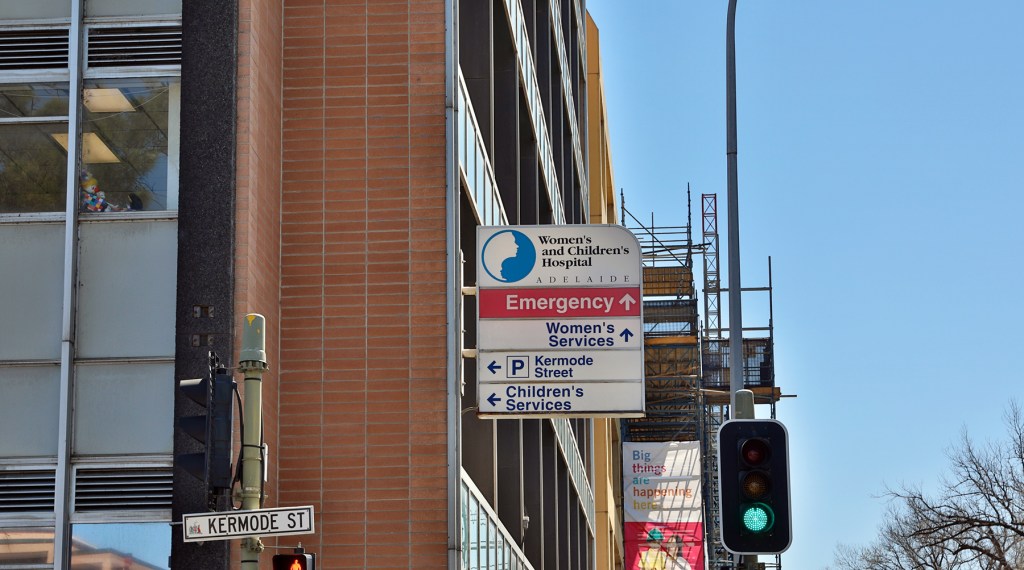 Women's
and Children's
Hospital
ADELAIDE
Emergency
Women's
Services
P
Kermode
Street
Children's
Services
KERMODE ST
Big
things
are
happening
here